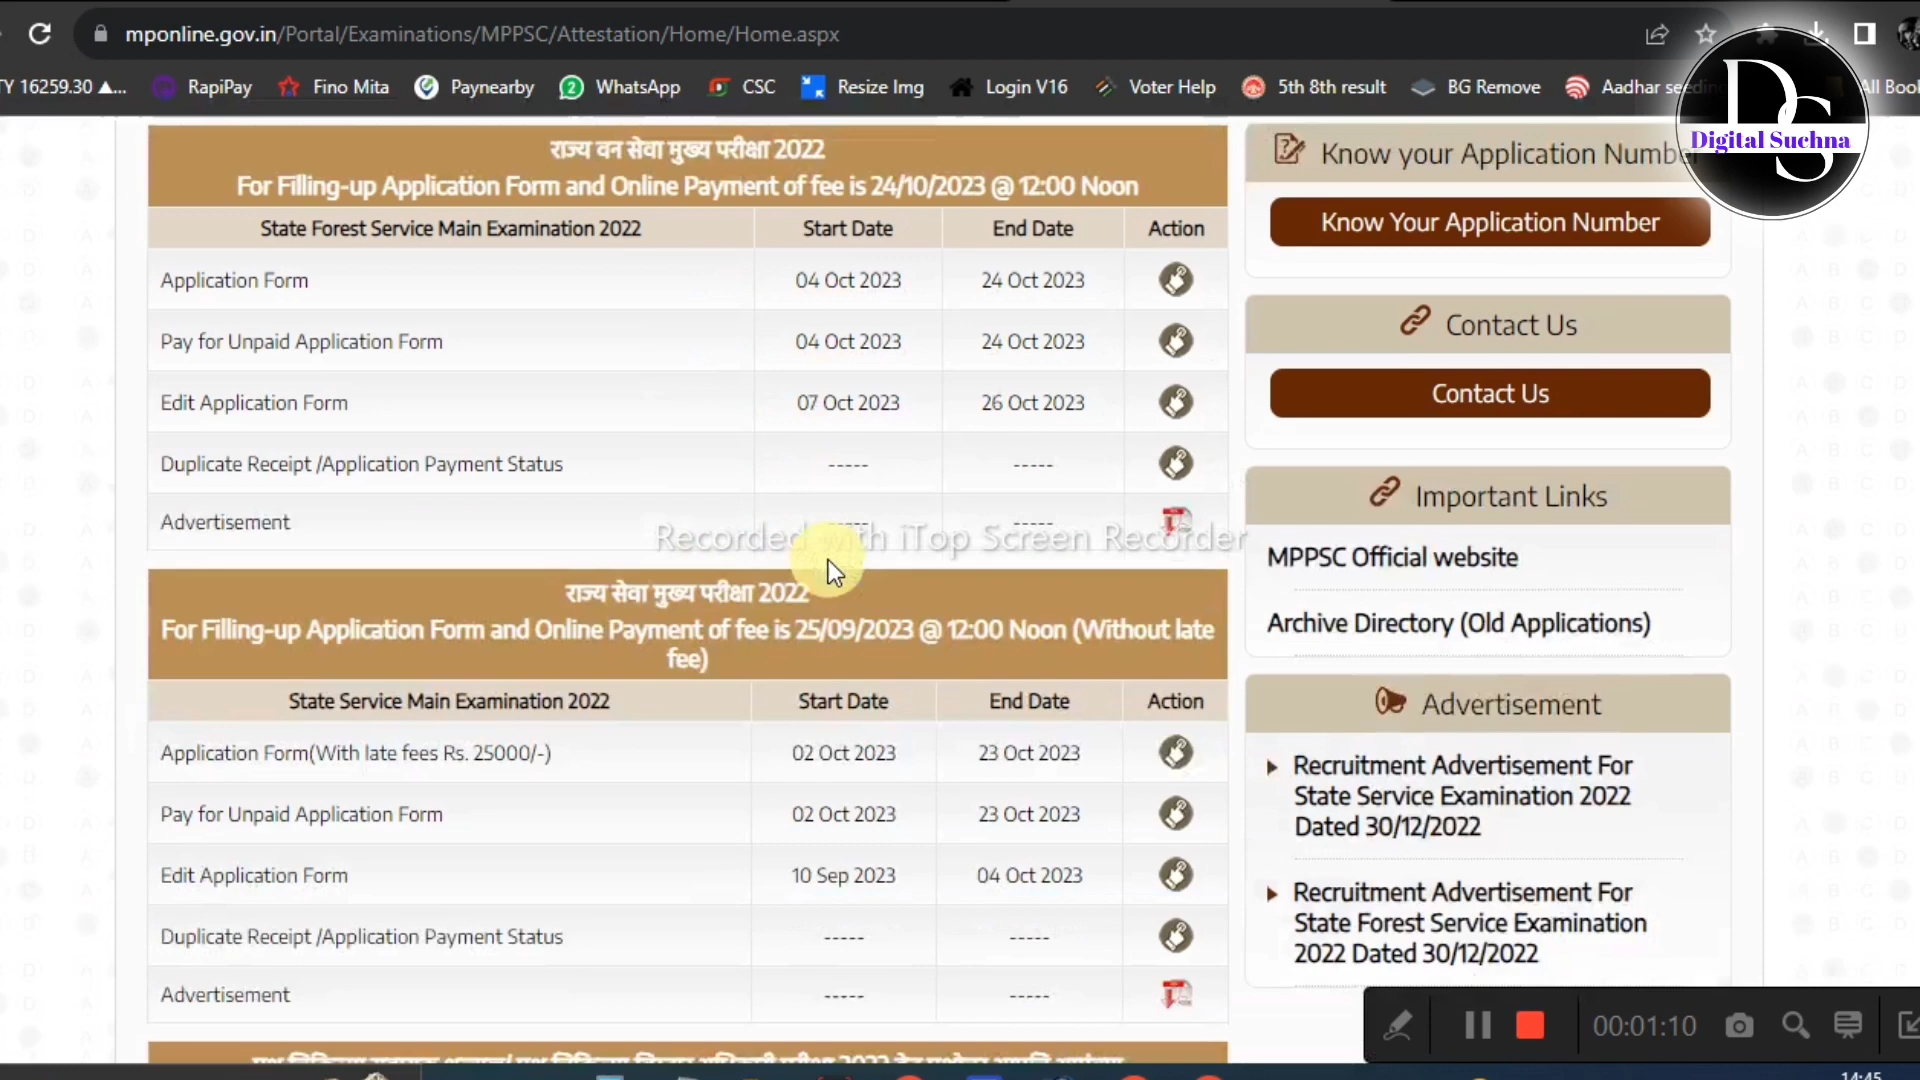 mponline.gov.in/Portal/Examinations/MPPSC/Attestation/Home/Home.aspx
TY 16259.30 ▲... RapiPay Fino Mita Paynearby WhatsApp CSC Resize Img Login V16 Voter Help 5th 8th result BG Remove Aadhar seeding All Book
Digital Suchna
राज्य वन सेवा मुख्य परीक्षा 2022
For Filling-up Application Form and Online Payment of fee is 24/10/2023 @ 12:00 Noon
State Forest Service Main Examination 2022 Start Date End Date Action
Application Form 04 Oct 2023 24 Oct 2023
Pay for Unpaid Application Form 04 Oct 2023 24 Oct 2023
Edit Application Form 07 Oct 2023 26 Oct 2023
Duplicate Receipt /Application Payment Status ----- -----
Advertisement ----- -----
Recorded with iTop Screen Recorder
राज्य सेवा मुख्य परीक्षा 2022
For Filling-up Application Form and Online Payment of fee is 25/09/2023 @ 12:00 Noon (Without late
fee)
State Service Main Examination 2022 Start Date End Date Action
Application Form(With late fees Rs. 25000/-) 02 Oct 2023 23 Oct 2023
Pay for Unpaid Application Form 02 Oct 2023 23 Oct 2023
Edit Application Form 10 Sep 2023 04 Oct 2023
Duplicate Receipt /Application Payment Status ----- -----
Advertisement ----- -----
Know your Application Number
Know Your Application Number
Contact Us
Contact Us
Important Links
MPPSC Official website
Archive Directory (Old Applications)
Advertisement
Recruitment Advertisement For
State Service Examination 2022
Dated 30/12/2022
Recruitment Advertisement For
State Forest Service Examination
2022 Dated 30/12/2022
00:01:10
14:45